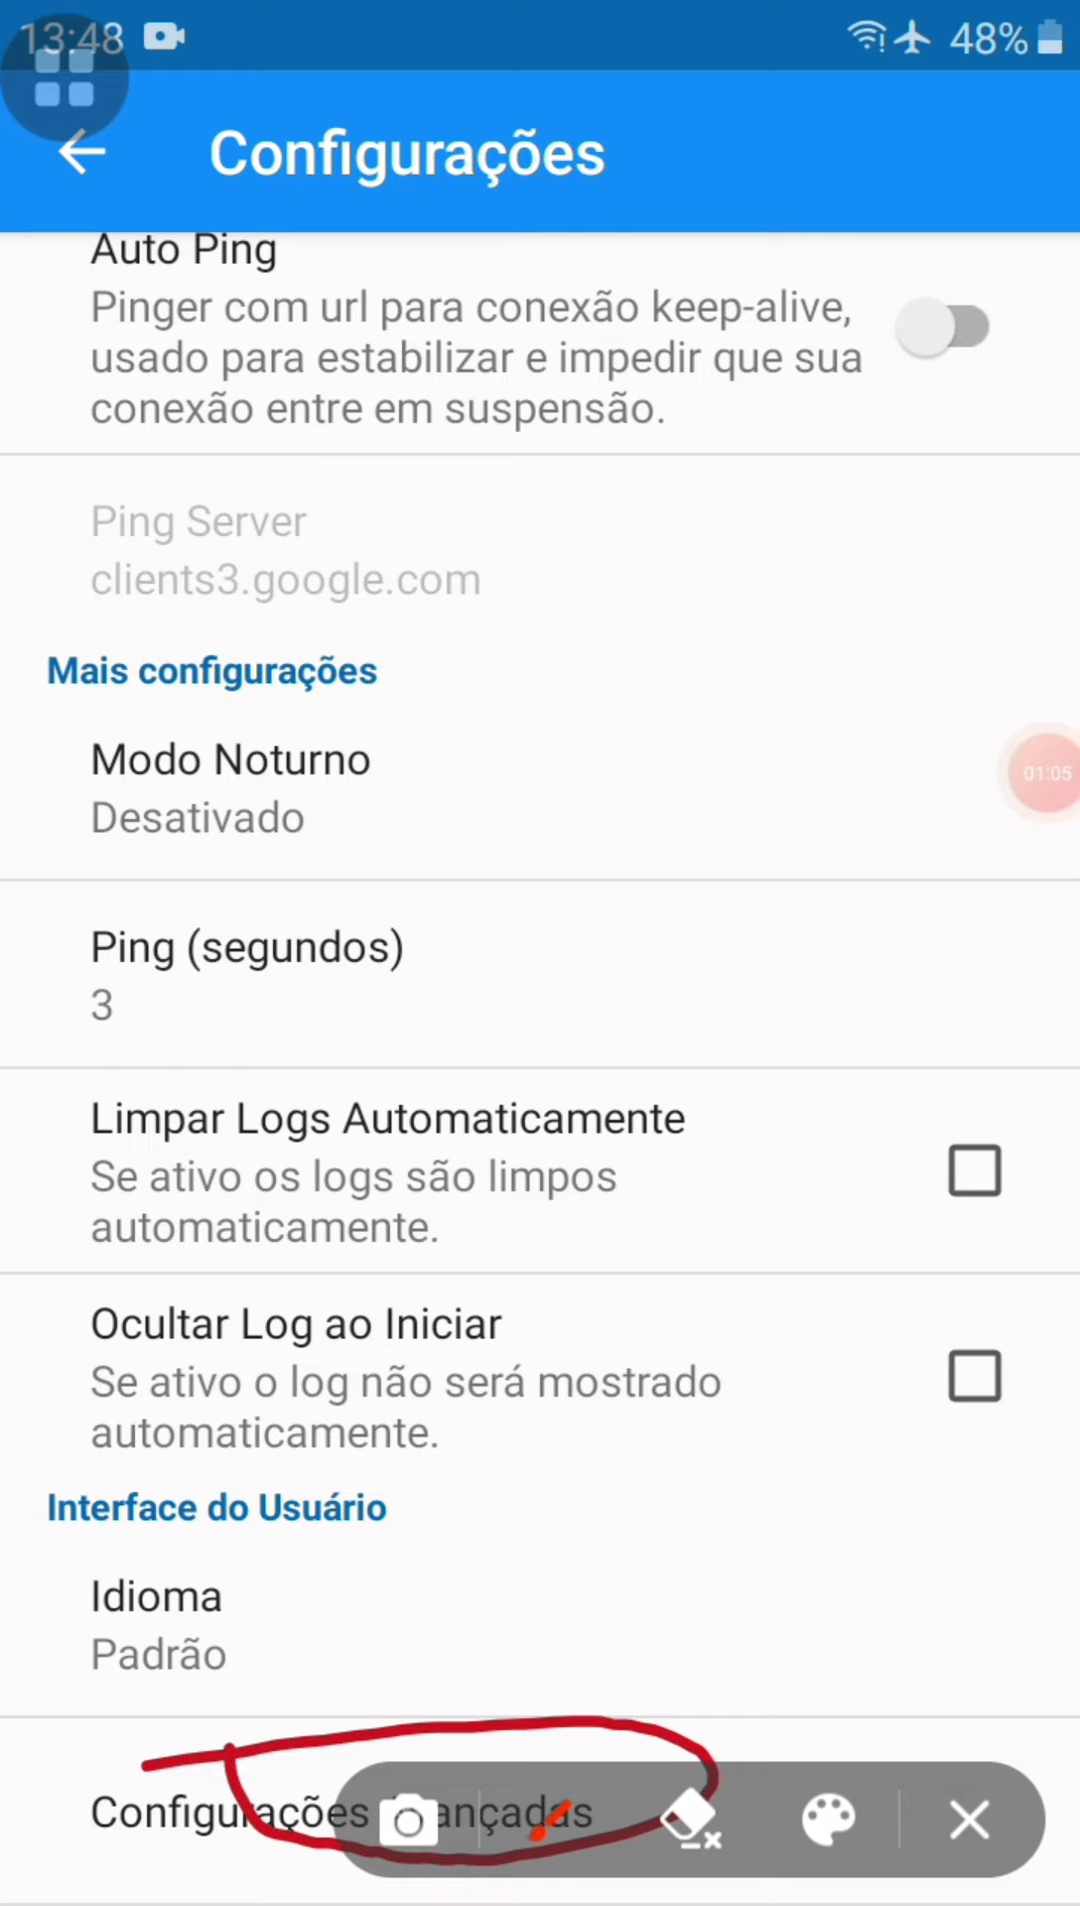 13:48
48%
Configurações
Auto Ping
Pinger com url para conexão keep-alive,
usado para estabilizar e impedir que sua
conexão entre em suspensão.
Ping Server
clients3.google.com
Mais configurações
Modo Noturno
Desativado
01:05
Ping (segundos)
3
Limpar Logs Automaticamente
Se ativo os logs são limpos
automaticamente.
Ocultar Log ao Iniciar
Se ativo o log não será mostrado
automaticamente.
Interface do Usuário
Idioma
Padrão
Configurações Avançadas